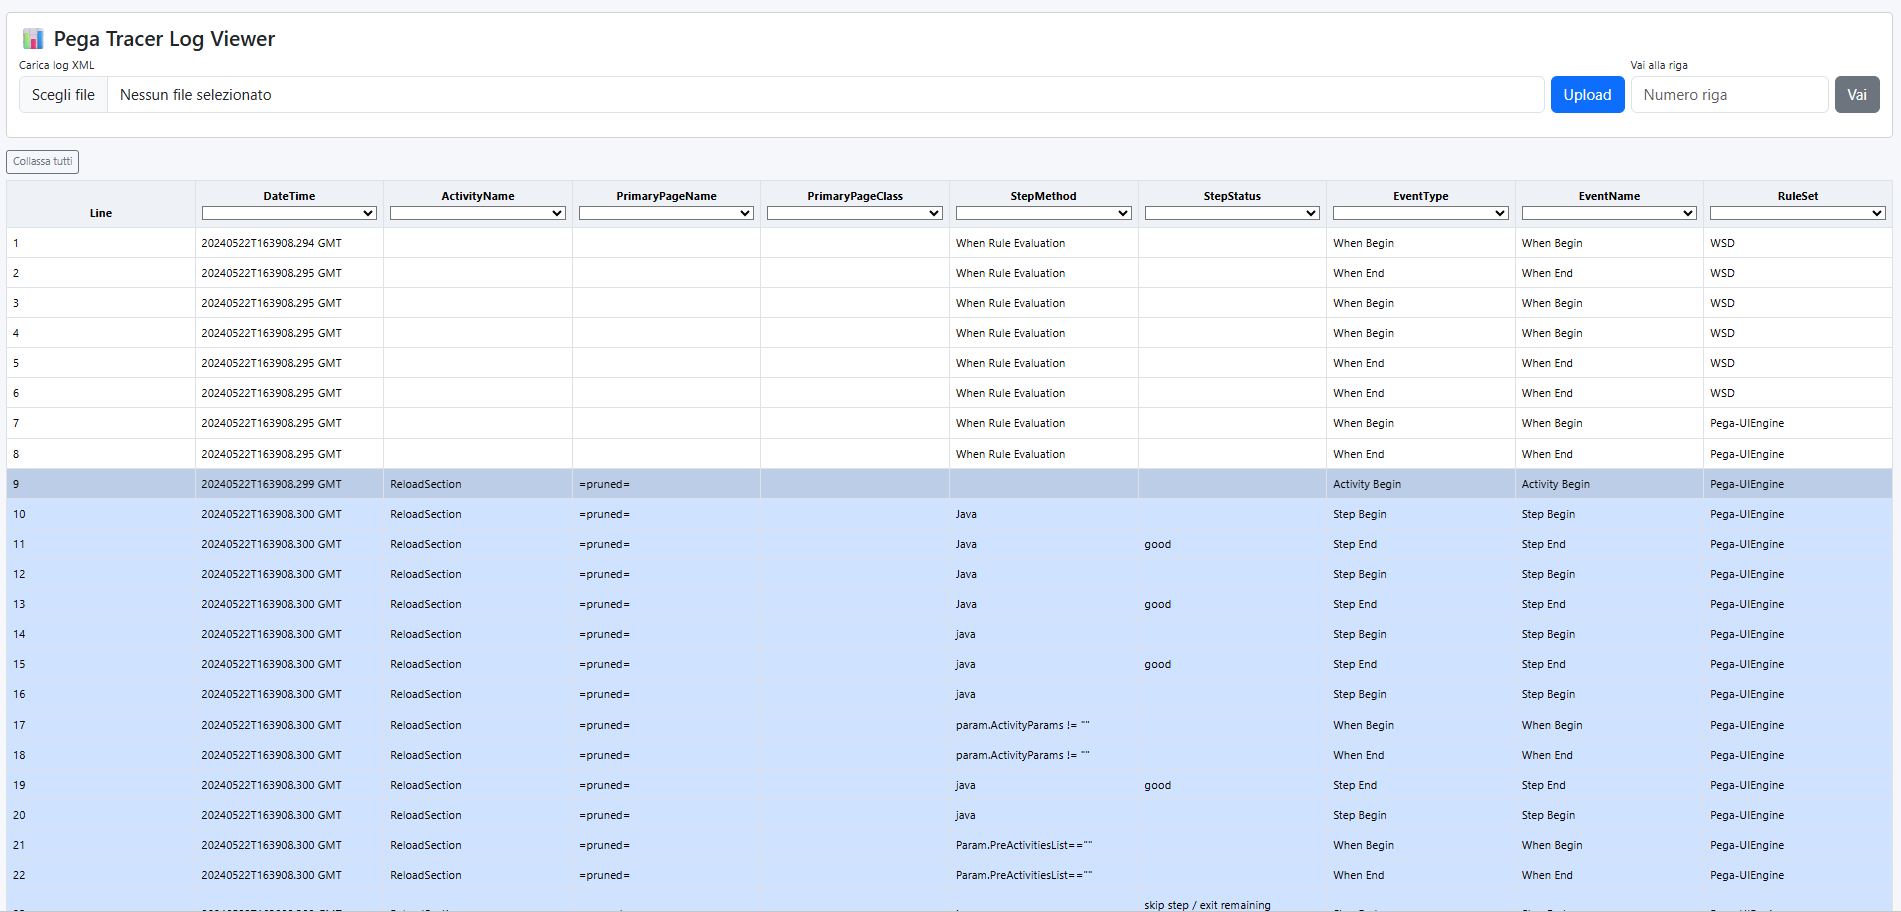 Pega Tracer Log Viewer
Carica log XML
Vai alla riga
Scegli file Nessun file selezionato Upload Numero riga Vai
Collassa tutti
Line DateTime ActivityName PrimaryPageName PrimaryPageClass StepMethod StepStatus EventType EventName RuleSet
1 20240522T163908.294 GMT When Rule Evaluation When Begin When Begin WSD
2 20240522T163908.295 GMT When Rule Evaluation When End When End WSD
3 20240522T163908.295 GMT When Rule Evaluation When Begin When Begin WSD
4 20240522T163908.295 GMT When Rule Evaluation When Begin When Begin WSD
5 20240522T163908.295 GMT When Rule Evaluation When End When End WSD
6 20240522T163908.295 GMT When Rule Evaluation When End When End WSD
7 20240522T163908.295 GMT When Rule Evaluation When Begin When Begin Pega-UIEngine
8 20240522T163908.295 GMT When Rule Evaluation When End When End Pega-UIEngine
9 20240522T163908.299 GMT ReloadSection =pruned= Activity Begin Activity Begin Pega-UIEngine
10 20240522T163908.300 GMT ReloadSection =pruned= Java Step Begin Step Begin Pega-UIEngine
11 20240522T163908.300 GMT ReloadSection =pruned= Java good Step End Step End Pega-UIEngine
12 20240522T163908.300 GMT ReloadSection =pruned= Java Step Begin Step Begin Pega-UIEngine
13 20240522T163908.300 GMT ReloadSection =pruned= Java good Step End Step End Pega-UIEngine
14 20240522T163908.300 GMT ReloadSection =pruned= java Step Begin Step Begin Pega-UIEngine
15 20240522T163908.300 GMT ReloadSection =pruned= java good Step End Step End Pega-UIEngine
16 20240522T163908.300 GMT ReloadSection =pruned= java Step Begin Step Begin Pega-UIEngine
17 20240522T163908.300 GMT ReloadSection =pruned= param.ActivityParams != "" When Begin When Begin Pega-UIEngine
18 20240522T163908.300 GMT ReloadSection =pruned= param.ActivityParams != "" When End When End Pega-UIEngine
19 20240522T163908.300 GMT ReloadSection =pruned= java good Step End Step End Pega-UIEngine
20 20240522T163908.300 GMT ReloadSection =pruned= java Step Begin Step Begin Pega-UIEngine
21 20240522T163908.300 GMT ReloadSection =pruned= Param.PreActivitiesList=="" When Begin When Begin Pega-UIEngine
22 20240522T163908.300 GMT ReloadSection =pruned= Param.PreActivitiesList=="" When End When End Pega-UIEngine
skip step / exit remaining